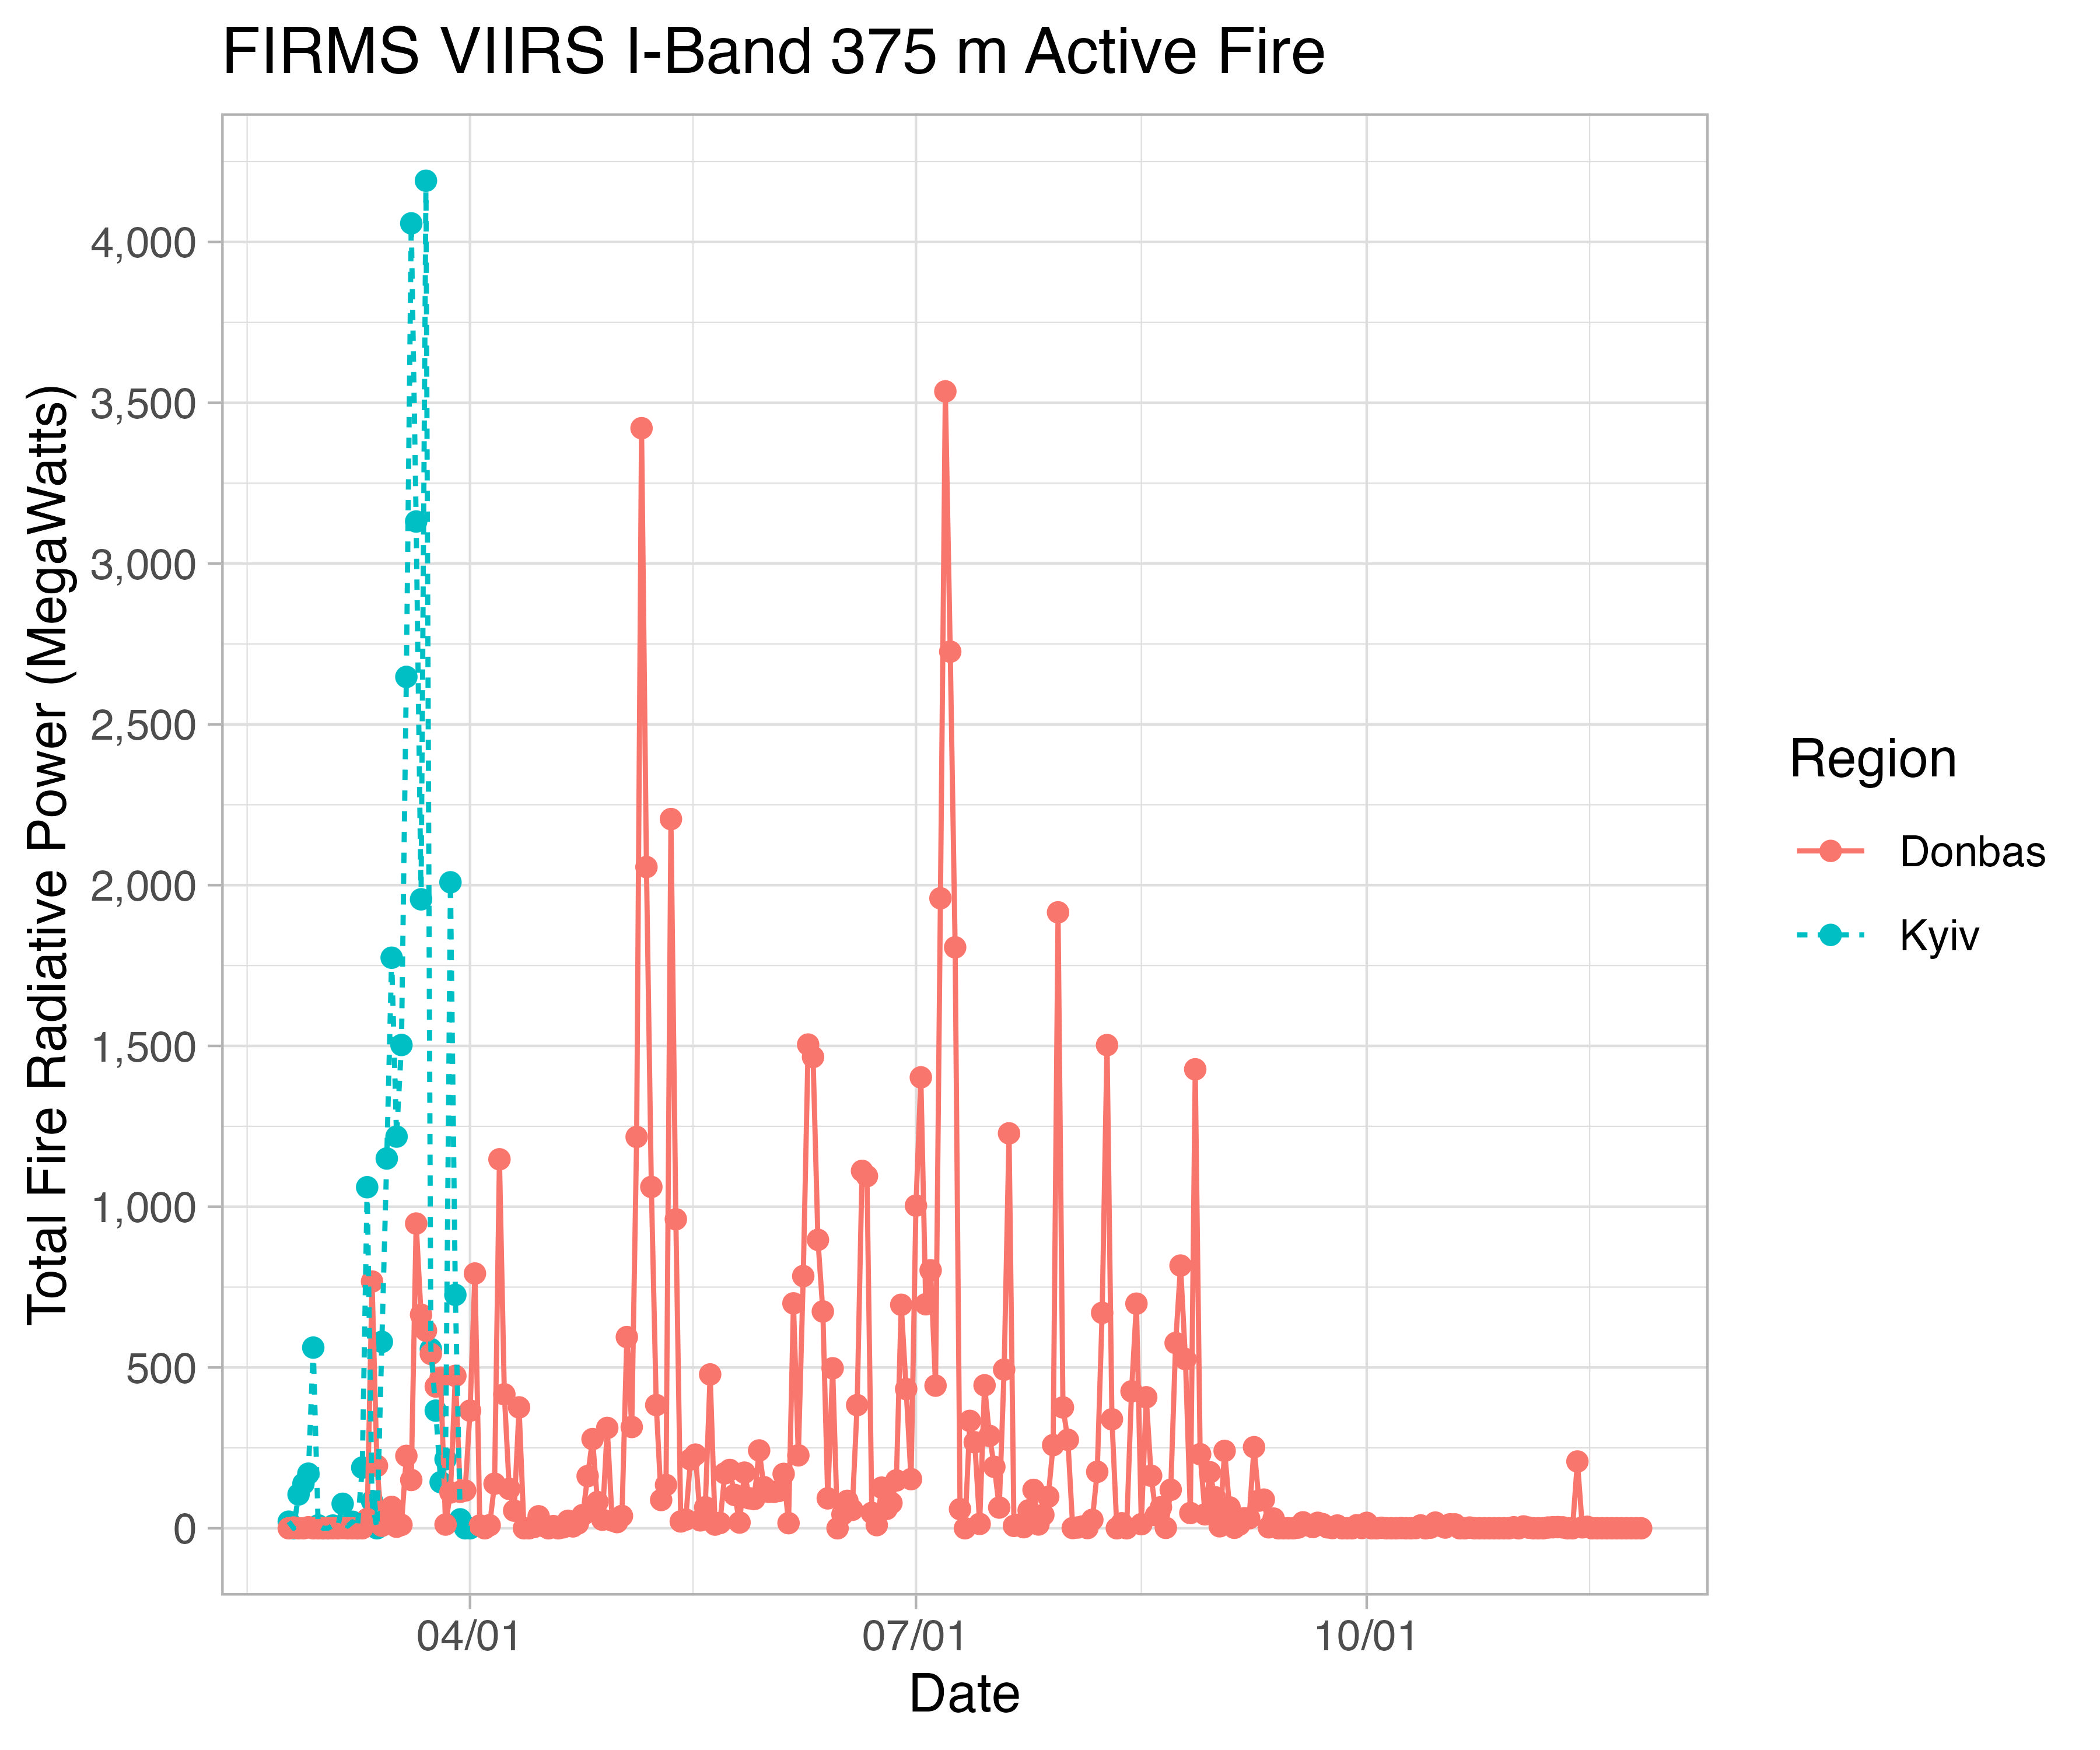 FIRMS VIIRS I-Band 375 m Active Fire
Total Fire Radiative Power (MegaWatts)
4,000
3,500
3,000
2,500
2,000
1,500
1,000
500
0
04/01
07/01
10/01
Date
Region
Donbas
Kyiv